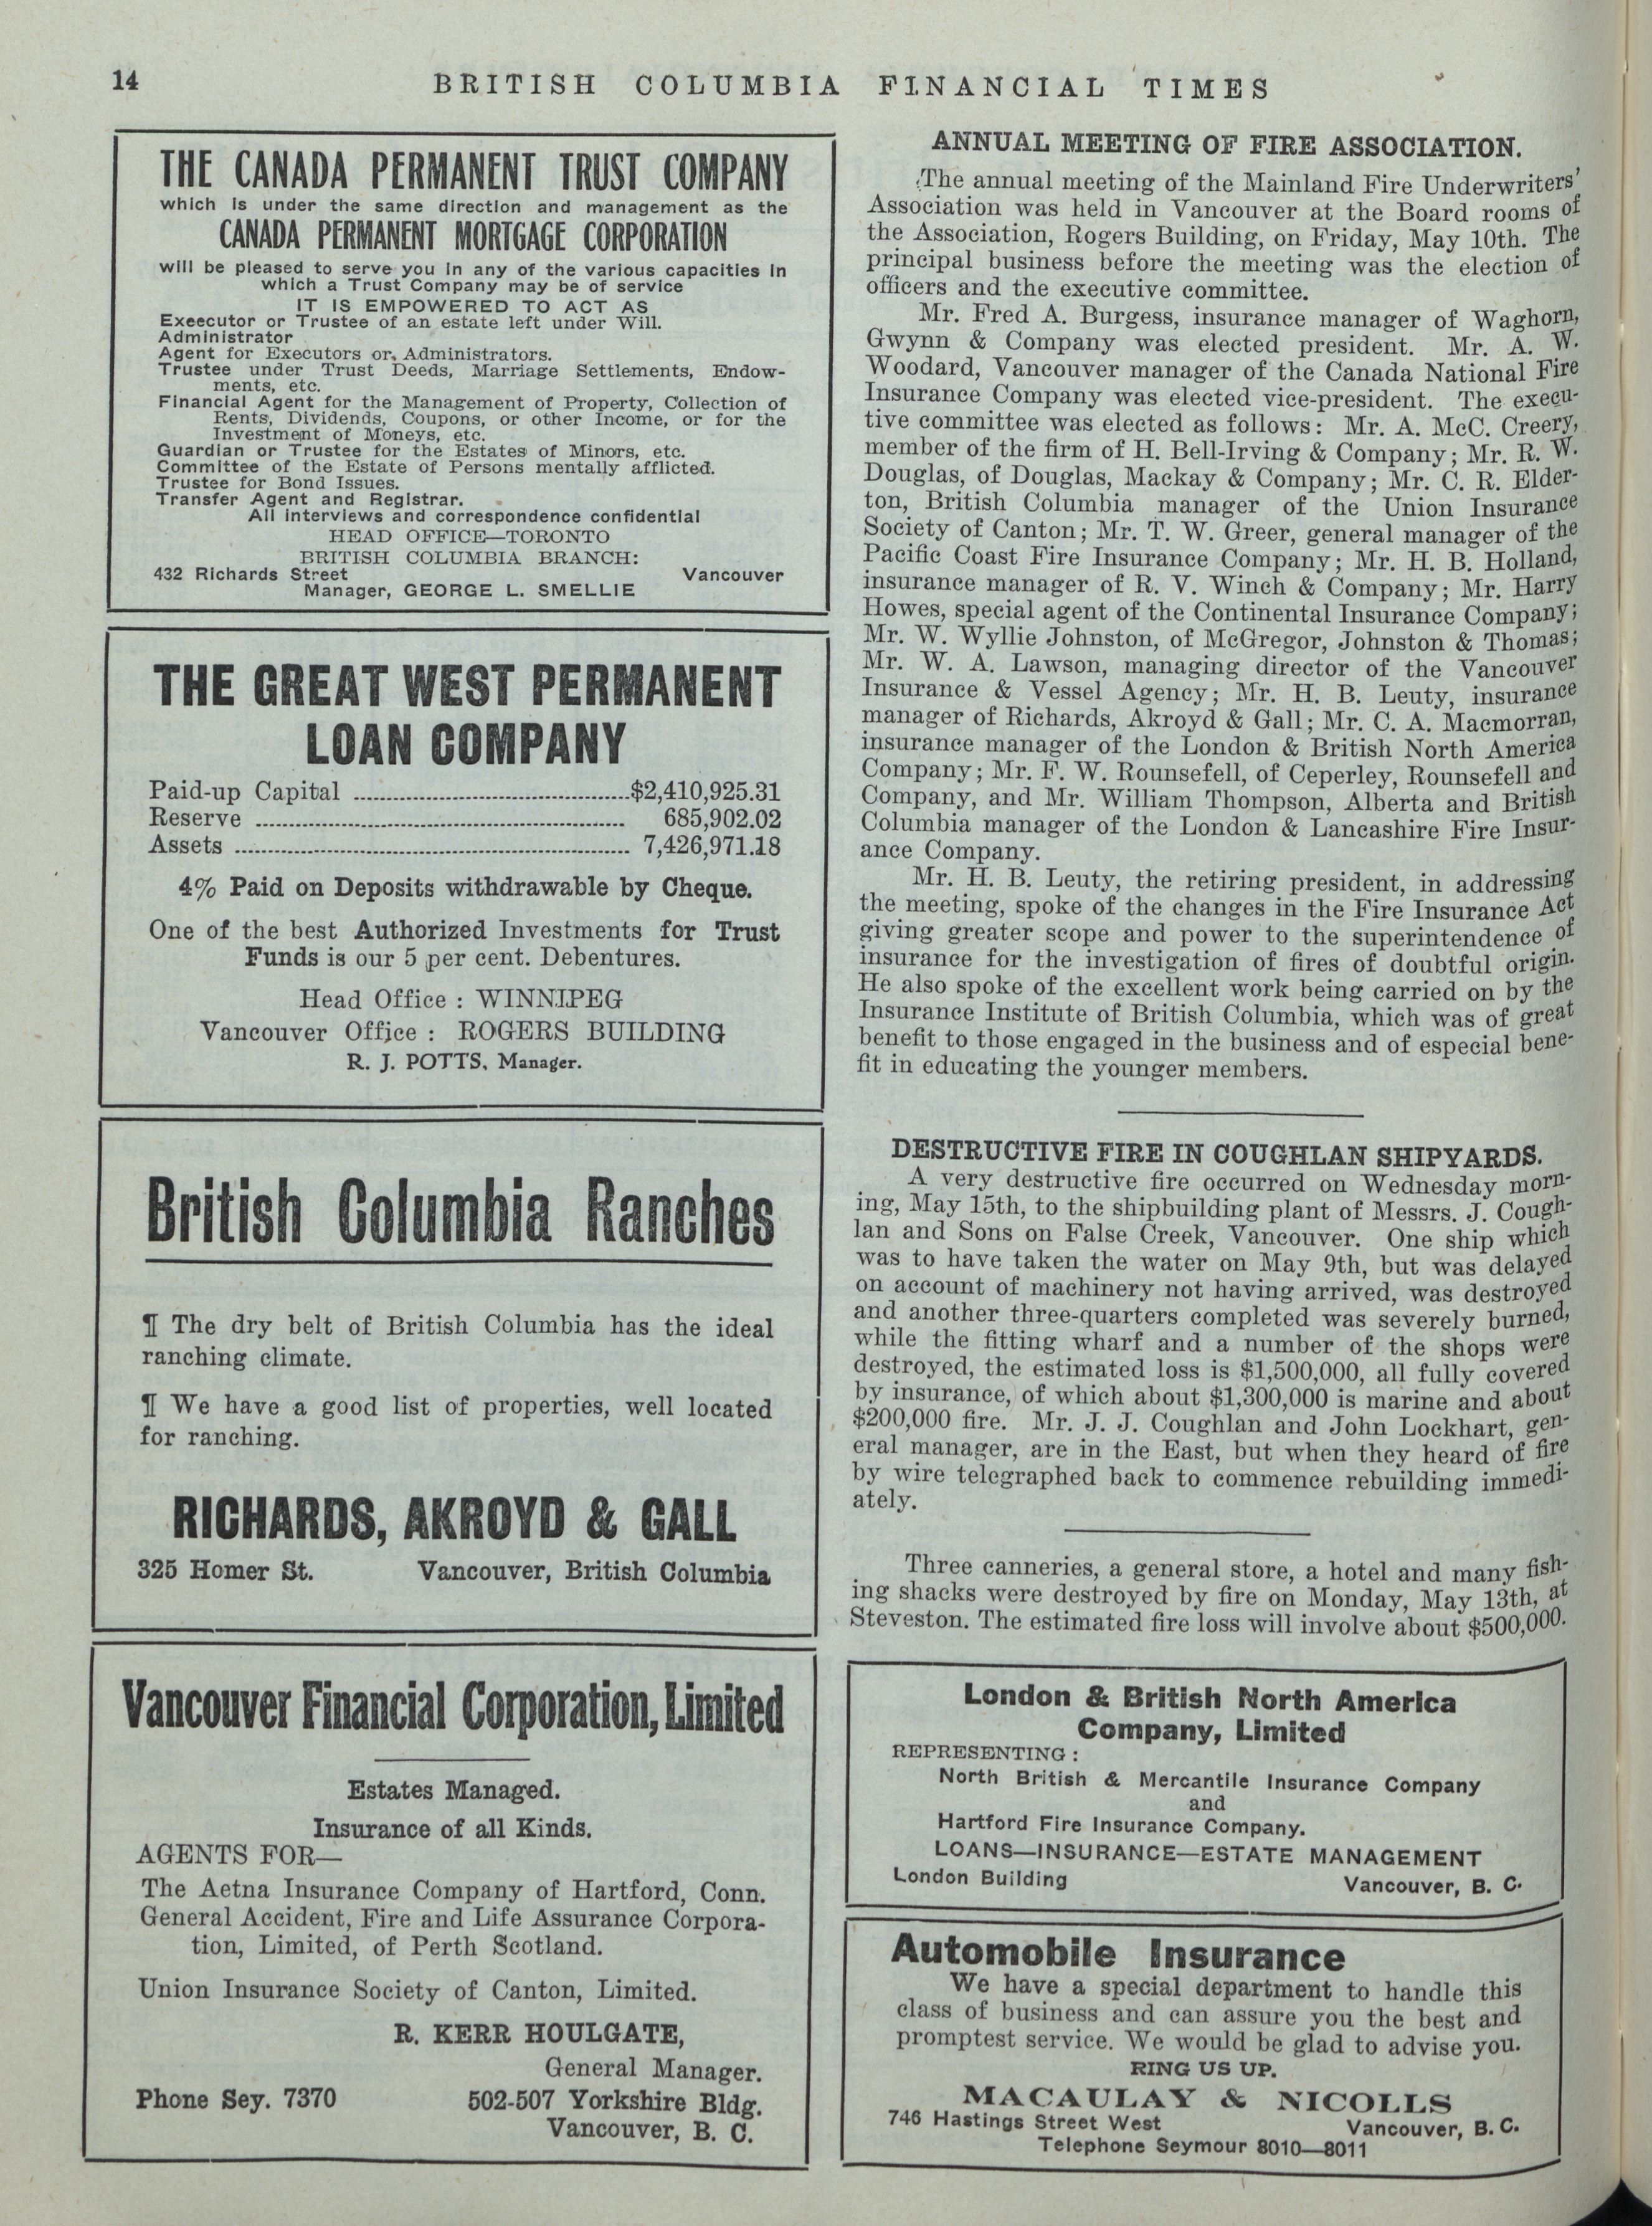 14
BRITISH COLUMBIA FINANCIAL TIMES
THE CANADA PERMANENT TRUST COMPANY
which is under the same direction and management as the
CANADA PERMANENT MORTGAGE CORPORATION
will be pleased to serve you in any of the various capacities in
which a Trust Company may be of service
IT IS EMPOWERED TO ACT AS
Exeecutor or Trustee of an estate left under Will.
Administrator
Agent for Executors or Administrators.
Trustee under Trust Deeds, Marriage Settlements, Endow-
ments, etc.
Financial Agent for the Management of Property, Collection of
Rents, Dividends, Coupons, or other Income, or for the
Investment of Moneys, etc.
Guardian or Trustee for the Estates of Minors, etc.
Committee of the Estate of Persons mentally afflicted.
Trustee for Bond Issues.
Transfer Agent and Registrar.
All interviews and correspondence confidential
HEAD OFFICE—TORONTO
BRITISH COLUMBIA BRANCH:
432 Richards Street Vancouver
Manager, GEORGE L. SMELLIE
THE GREAT WEST PERMANENT
LOAN COMPANY
Paid-up Capital ........ $2,410,925.31
Reserve ........ 685,902.02
Assets ........ 7,426,971.18
4% Paid on Deposits withdrawable by Cheque.
One of the best Authorized Investments for Trust
Funds is our 5 per cent. Debentures.
Head Office : WINNIPEG
Vancouver Office : ROGERS BUILDING
R. J. POTTS, Manager.
British Columbia Ranches
¶ The dry belt of British Columbia has the ideal
ranching climate.
¶ We have a good list of properties, well located
for ranching.
RICHARDS, AKROYD & GALL
325 Homer St. Vancouver, British Columbia
Vancouver Financial Corporation, Limited
Estates Managed.
Insurance of all Kinds.
AGENTS FOR—
The Aetna Insurance Company of Hartford, Conn.
General Accident, Fire and Life Assurance Corpora-
tion, Limited, of Perth Scotland.
Union Insurance Society of Canton, Limited.
R. KERR HOULGATE,
General Manager.
Phone Sey. 7370 502-507 Yorkshire Bldg.
Vancouver, B. C.
ANNUAL MEETING OF FIRE ASSOCIATION.
The annual meeting of the Mainland Fire Underwriters'
Association was held in Vancouver at the Board rooms of
the Association, Rogers Building, on Friday, May 10th. The
principal business before the meeting was the election of
officers and the executive committee.
Mr. Fred A. Burgess, insurance manager of Waghorn,
Gwynn & Company was elected president. Mr. A. W.
Woodard, Vancouver manager of the Canada National Fire
Insurance Company was elected vice-president. The execu-
tive committee was elected as follows: Mr. A. McC. Creery,
member of the firm of H. Bell-Irving & Company; Mr. R. W.
Douglas, of Douglas, Mackay & Company; Mr. C. R. Elder-
ton, British Columbia manager of the Union Insurance
Society of Canton; Mr. T. W. Greer, general manager of the
Pacific Coast Fire Insurance Company; Mr. H. B. Holland,
insurance manager of R. V. Winch & Company; Mr. Harry
Howes, special agent of the Continental Insurance Company;
Mr. W. Wyllie Johnston, of McGregor, Johnston & Thomas;
Mr. W. A. Lawson, managing director of the Vancouver
Insurance & Vessel Agency; Mr. H. B. Leuty, insurance
manager of Richards, Akroyd & Gall; Mr. C. A. Macmorran,
insurance manager of the London & British North America
Company; Mr. F. W. Rounsefell, of Ceperley, Rounsefell and
Company, and Mr. William Thompson, Alberta and British
Columbia manager of the London & Lancashire Fire Insur-
ance Company.
Mr. H. B. Leuty, the retiring president, in addressing
the meeting, spoke of the changes in the Fire Insurance Act
giving greater scope and power to the superintendence of
insurance for the investigation of fires of doubtful origin.
He also spoke of the excellent work being carried on by the
Insurance Institute of British Columbia, which was of great
benefit to those engaged in the business and of especial bene-
fit in educating the younger members.
DESTRUCTIVE FIRE IN COUGHLAN SHIPYARDS.
A very destructive fire occurred on Wednesday morn-
ing, May 15th, to the shipbuilding plant of Messrs. J. Cough-
lan and Sons on False Creek, Vancouver. One ship which
was to have taken the water on May 9th, but was delayed
on account of machinery not having arrived, was destroyed
and another three-quarters completed was severely burned,
while the fitting wharf and a number of the shops were
destroyed, the estimated loss is $1,500,000, all fully covered
by insurance, of which about $1,300,000 is marine and about
$200,000 fire. Mr. J. J. Coughlan and John Lockhart, gen-
eral manager, are in the East, but when they heard of fire
by wire telegraphed back to commence rebuilding immedi-
ately.
Three canneries, a general store, a hotel and many fish-
ing shacks were destroyed by fire on Monday, May 13th, at
Steveston. The estimated fire loss will involve about $500,000.
London & British North America
Company, Limited
REPRESENTING :
North British & Mercantile Insurance Company
and
Hartford Fire Insurance Company.
LOANS—INSURANCE—ESTATE MANAGEMENT
London Building Vancouver, B. C.
Automobile Insurance
We have a special department to handle this
class of business and can assure you the best and
promptest service. We would be glad to advise you.
RING US UP.
MACAULAY & NICOLLS
746 Hastings Street West Vancouver, B. C.
Telephone Seymour 8010—8011